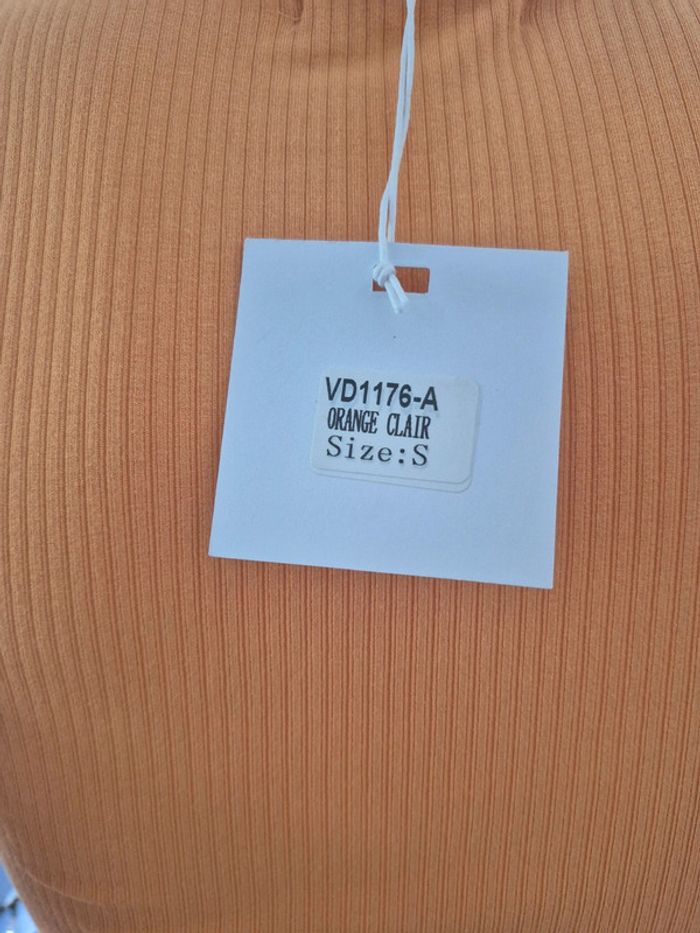 VD1176-A
ORANGE CLAIR
Size:S